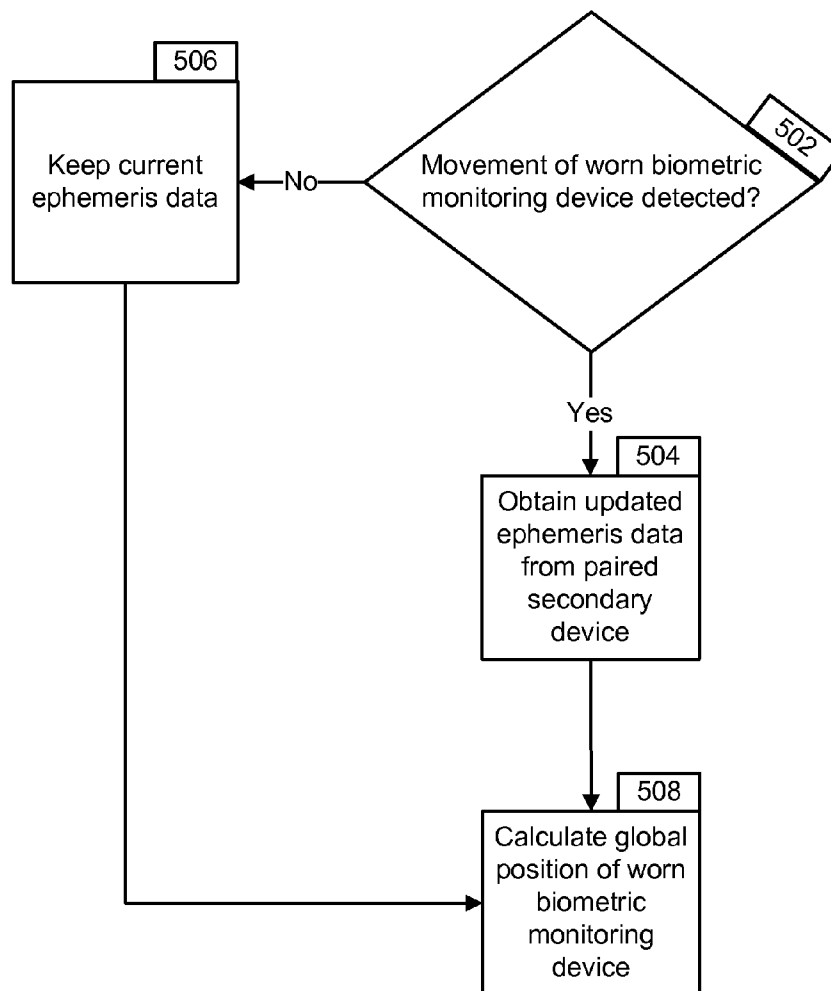 506
Keep current
ephemeris data
No
502
Movement of worn biometric
monitoring device detected?
Yes
504
Obtain updated
ephemeris data
from paired
secondary
device
508
Calculate global
position of worn
biometric
monitoring
device